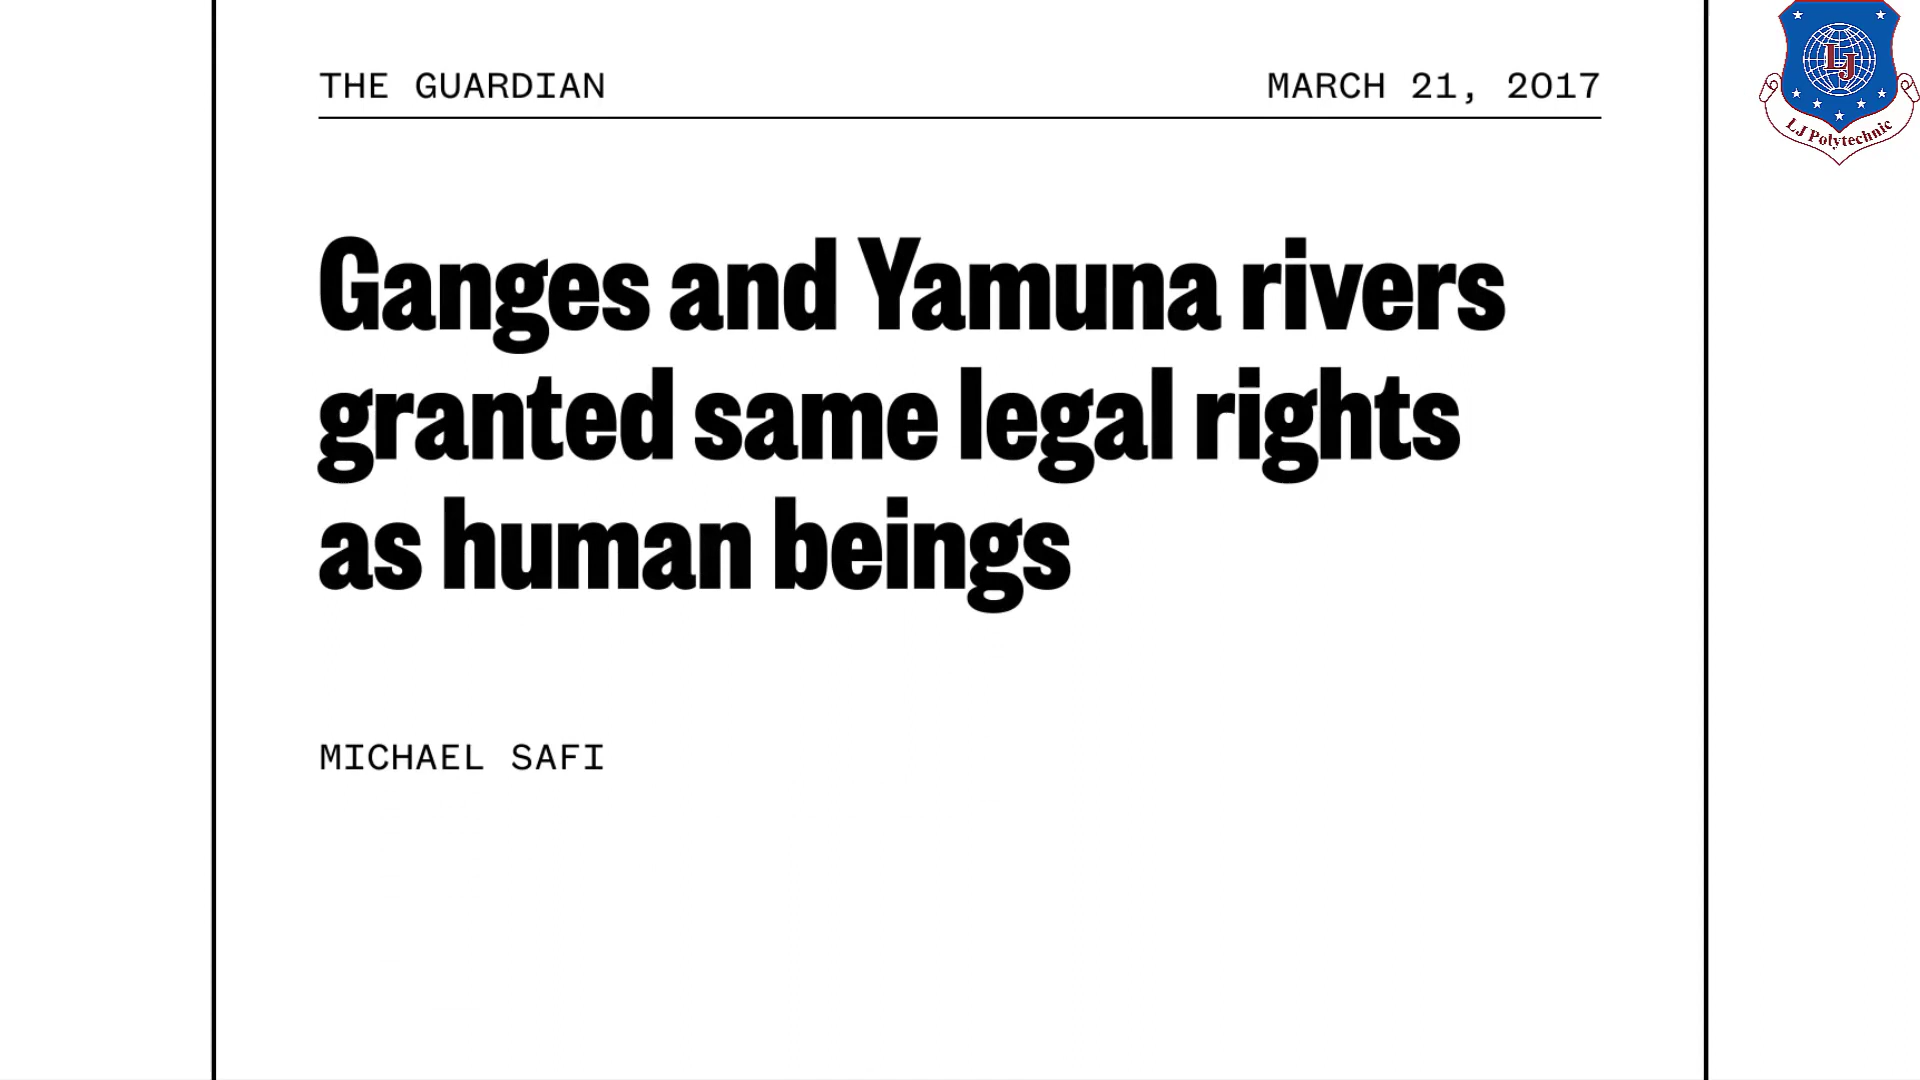 THE GUARDIAN MARCH 21, 2017
LJ
LJ Polytechnic
Ganges and Yamuna rivers
granted same legal rights
as human beings
MICHAEL SAFI